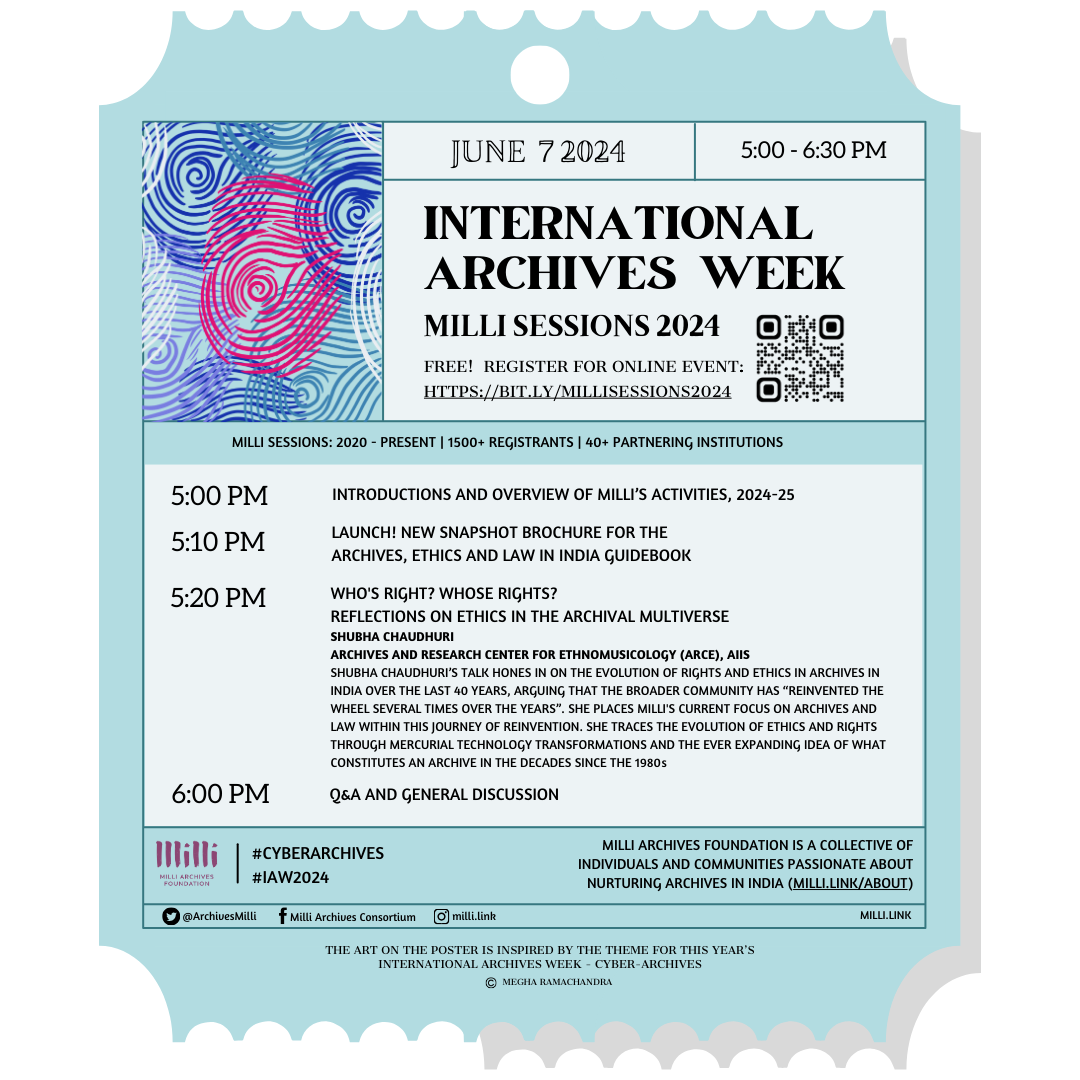 JUNE 7 2024
5:00 - 6:30 PM
INTERNATIONAL
ARCHIVES WEEK
MILLI SESSIONS 2024
FREE! REGISTER FOR ONLINE EVENT:
HTTPS://BIT.LY/MILLISESSIONS2024
MILLI SESSIONS: 2020 - PRESENT | 1500+ REGISTRANTS | 40+ PARTNERING INSTITUTIONS
5:00 PM
INTRODUCTIONS AND OVERVIEW OF MILLI’S ACTIVITIES, 2024-25
5:10 PM
LAUNCH! NEW SNAPSHOT BROCHURE FOR THE
ARCHIVES, ETHICS AND LAW IN INDIA GUIDEBOOK
5:20 PM
WHO'S RIGHT? WHOSE RIGHTS?
REFLECTIONS ON ETHICS IN THE ARCHIVAL MULTIVERSE
SHUBHA CHAUDHURI
ARCHIVES AND RESEARCH CENTER FOR ETHNOMUSICOLOGY (ARCE), AIIS
SHUBHA CHAUDHURI’S TALK HONES IN ON THE EVOLUTION OF RIGHTS AND ETHICS IN ARCHIVES IN
INDIA OVER THE LAST 40 YEARS, ARGUING THAT THE BROADER COMMUNITY HAS “REINVENTED THE
WHEEL SEVERAL TIMES OVER THE YEARS”. SHE PLACES MILLI'S CURRENT FOCUS ON ARCHIVES AND
LAW WITHIN THIS JOURNEY OF REINVENTION. SHE TRACES THE EVOLUTION OF ETHICS AND RIGHTS
THROUGH MERCURIAL TECHNOLOGY TRANSFORMATIONS AND THE EVER EXPANDING IDEA OF WHAT
CONSTITUTES AN ARCHIVE IN THE DECADES SINCE THE 1980s
6:00 PM
Q&A AND GENERAL DISCUSSION
milli
MILLI ARCHIVES
FOUNDATION
#CYBERARCHIVES
#IAW2024
MILLI ARCHIVES FOUNDATION IS A COLLECTIVE OF
INDIVIDUALS AND COMMUNITIES PASSIONATE ABOUT
NURTURING ARCHIVES IN INDIA (MILLI.LINK/ABOUT)
@ArchivesMilli
Milli Archives Consortium
milli.link
MILLI.LINK
THE ART ON THE POSTER IS INSPIRED BY THE THEME FOR THIS YEAR'S
INTERNATIONAL ARCHIVES WEEK - CYBER-ARCHIVES
© MEGHA RAMACHANDRA